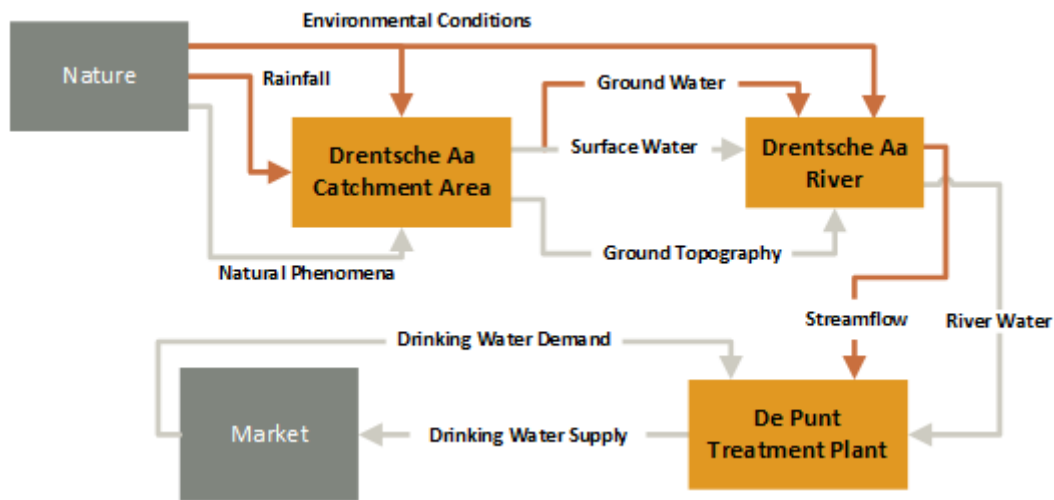 Environmental Conditions
Nature
Rainfall
Ground Water
Drentsche Aa
Catchment Area
Surface Water
Drentsche Aa
River
Natural Phenomena
Ground Topography
Streamflow
River Water
Drinking Water Demand
Market
Drinking Water Supply
De Punt
Treatment Plant